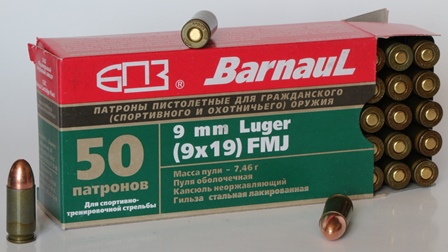 БПЗ ® BARNAUL
ПАТРОНЫ ПИСТОЛЕТНЫЕ ДЛЯ ГРАЖДАНСКОГО
(СПОРТИВНОГО И ОХОТНИЧЬЕГО) ОРУЖИЯ
9 mm Luger
(9x19) FMJ
50
патронов
Для спортивно-
тренировочной стрельбы
Масса пули - 7,46 г
Пуля оболочечная
Капсюль неоржавляющий
Гильза стальная лакированная